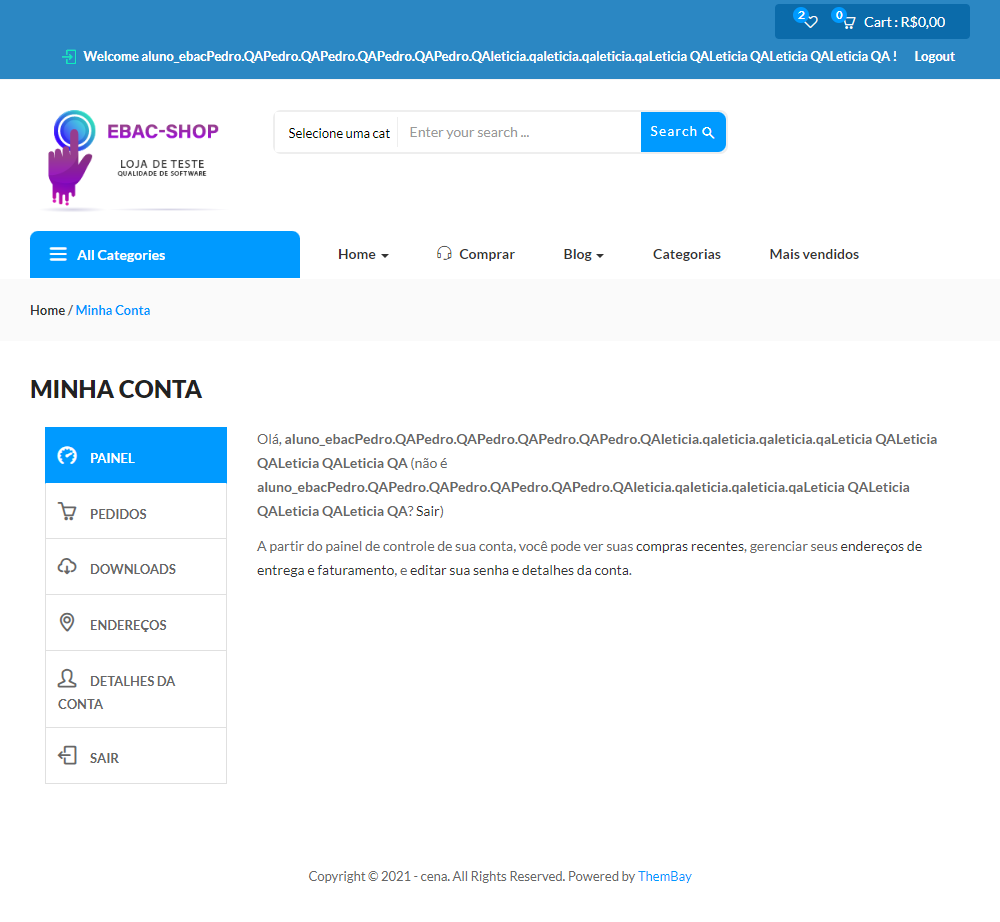 2 0 Cart : R$0,00
Welcome aluno_ebacPedro.QAPedro.QAPedro.QAPedro.QAPedro.QAleticia.qaleticia.qaleticia.qaLeticia QALeticia QALeticia QALeticia QA ! Logout
EBAC-SHOP
LOJA DE TESTE
QUALIDADE DE SOFTWARE
Selecione uma cat Enter your search ... Search
All Categories Home Comprar Blog Categorias Mais vendidos
Home / Minha Conta
MINHA CONTA
PAINEL
PEDIDOS
DOWNLOADS
ENDEREÇOS
DETALHES DA
CONTA
SAIR
Olá, aluno_ebacPedro.QAPedro.QAPedro.QAPedro.QAPedro.QAleticia.qaleticia.qaleticia.qaLeticia QALeticia
QALeticia QALeticia QA (não é
aluno_ebacPedro.QAPedro.QAPedro.QAPedro.QAPedro.QAleticia.qaleticia.qaleticia.qaLeticia QALeticia
QALeticia QALeticia QA? Sair)
A partir do painel de controle de sua conta, você pode ver suas compras recentes, gerenciar seus endereços de
entrega e faturamento, e editar sua senha e detalhes da conta.
Copyright © 2021 - cena. All Rights Reserved. Powered by ThemBay